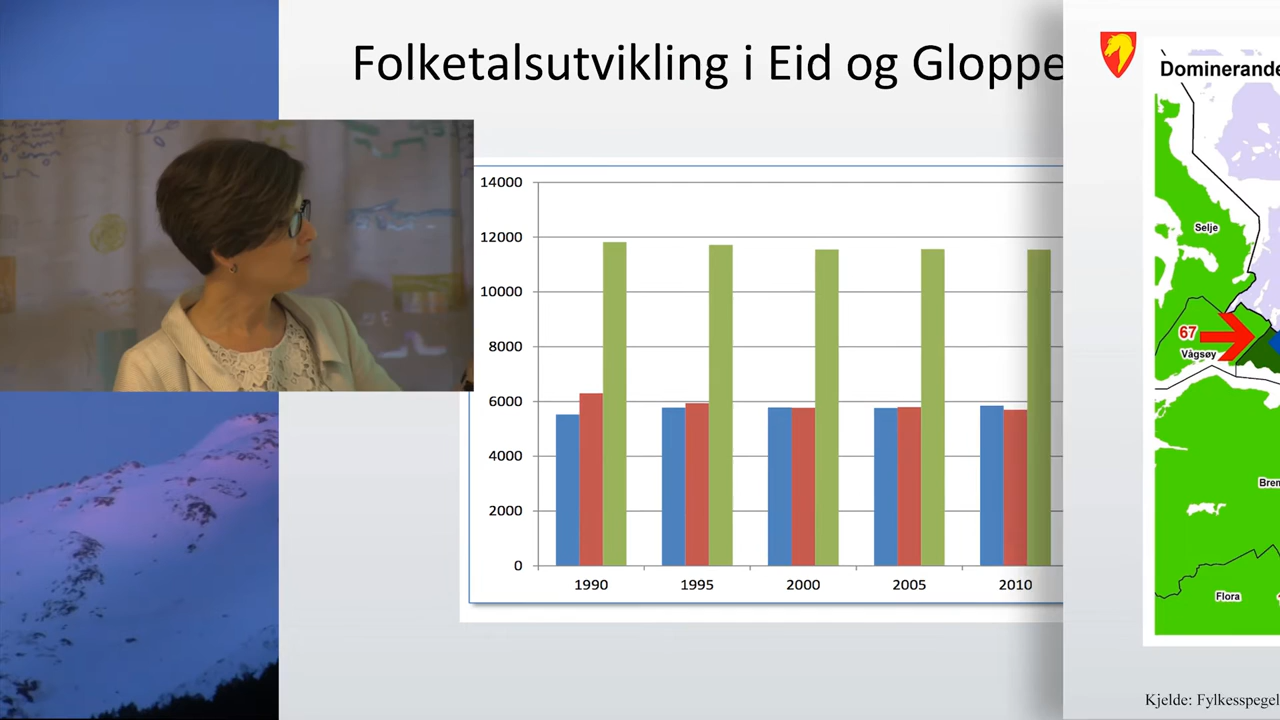 Folketalsutvikling i Eid og Gloppe
14000
12000
10000
8000
6000
4000
2000
0
1990
1995
2000
2005
2010
Dominerande
Selje
67
Vågsøy
Brem
Flora
Kjelde: Fylkesspegel